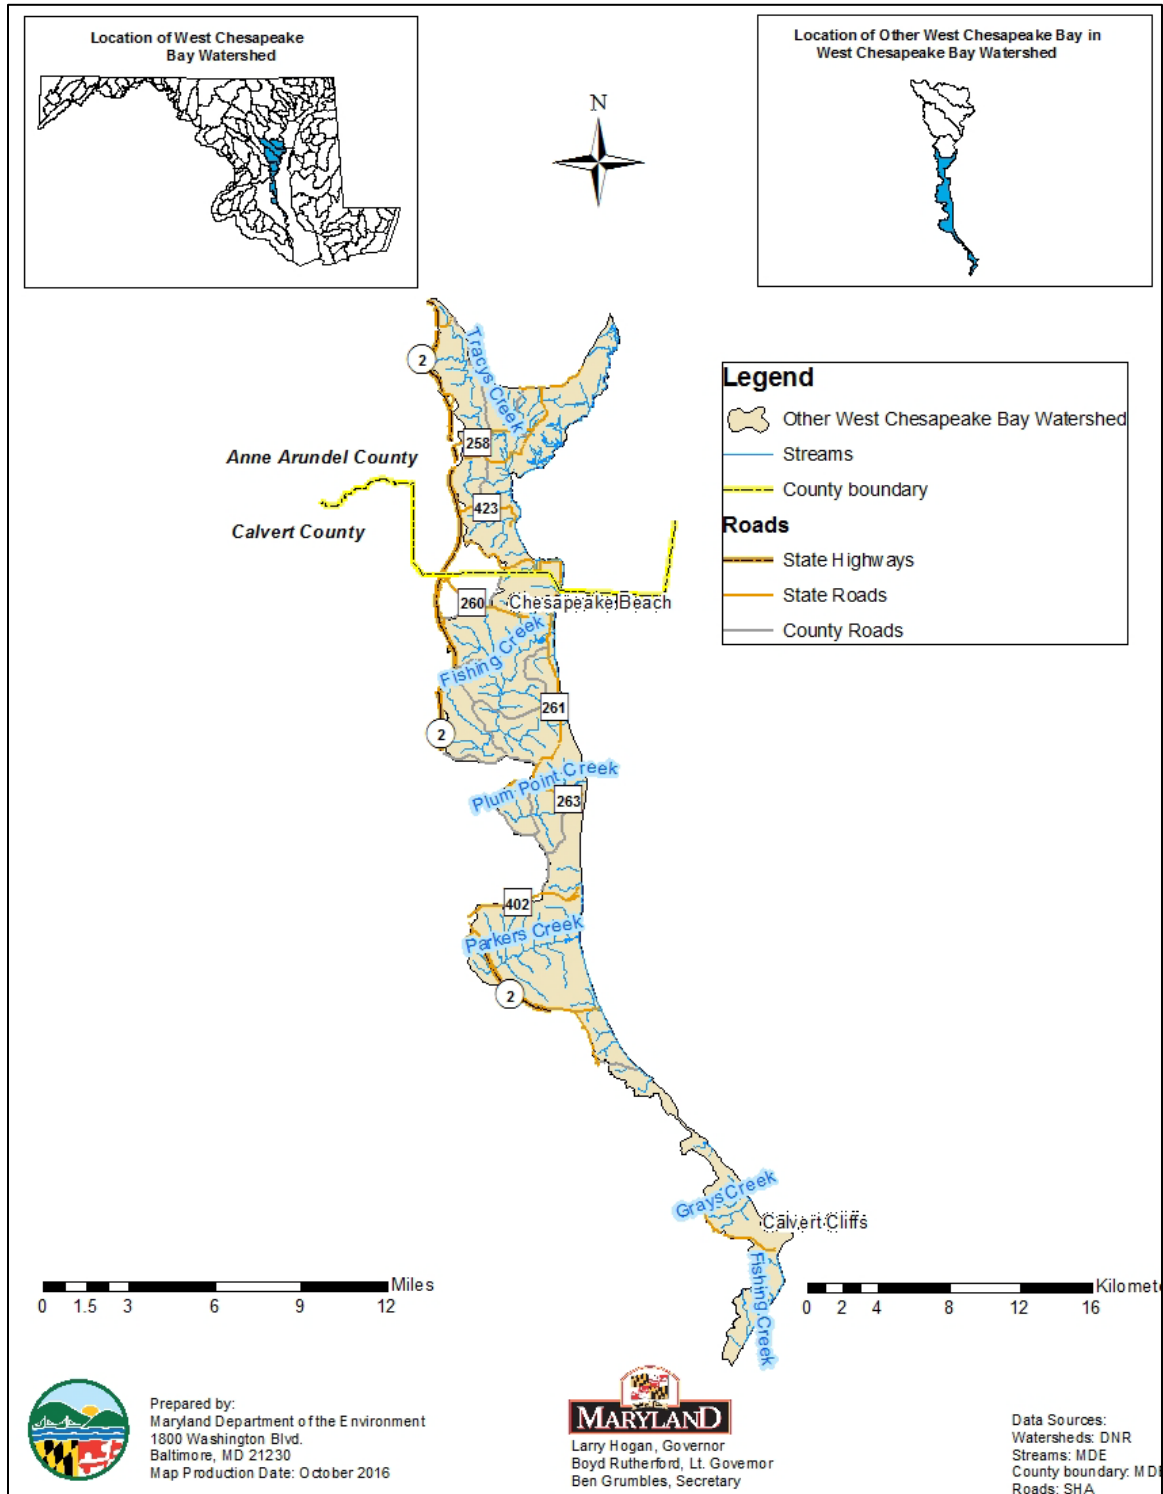 Location of West Chesapeake
Bay Watershed
Location of Other West Chesapeake Bay in
West Chesapeake Bay Watershed
N
2
Tracys Creek
258
Anne Arundel County
423
Calvert County
260
Chesapeake Beach
Fishing Creek
261
2
Plum Point Creek
263
402
Parkers Creek
2
Grays Creek
Calvert Cliffs
Fishing Creek
Legend
Other West Chesapeake Bay Watershed
Streams
County boundary
Roads
State Highways
State Roads
County Roads
Miles
0 1.5 3 6 9 12
Kilomete
0 2 4 8 12 16
Prepared by:
Maryland Department of the Environment
1800 Washington Blvd.
Baltimore, MD 21230
Map Production Date: October 2016
MARYLAND
Larry Hogan, Governor
Boyd Rutherford, Lt. Governor
Ben Grumbles, Secretary
Data Sources:
Watersheds: DNR
Streams: MDE
County boundary: MDE
Roads: SHA